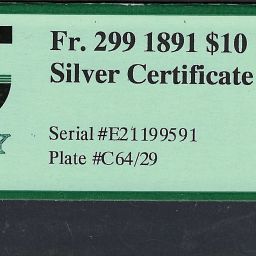 Fr. 299 1891 $10
Silver Certificate
Serial #E21199591
Plate #C64/29